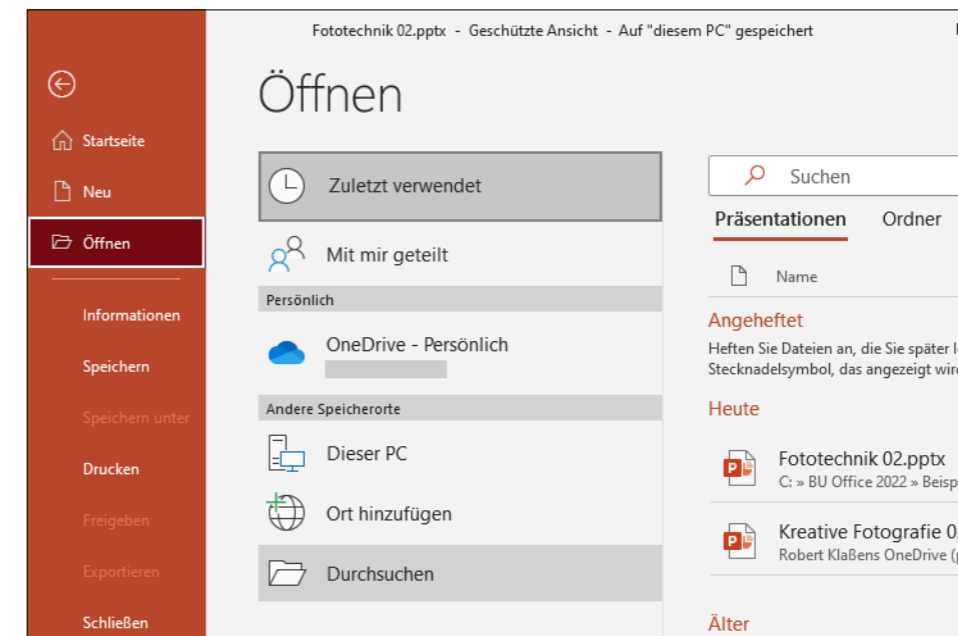 Fototechnik 02.pptx - Geschützte Ansicht - Auf "diesem PC" gespeichert
Startseite
Neu
Öffnen
Informationen
Speichern
Speichern unter
Drucken
Freigeben
Exportieren
Schließen
Öffnen
Zuletzt verwendet
Mit mir geteilt
Persönlich
OneDrive - Persönlich
Andere Speicherorte
Dieser PC
Ort hinzufügen
Durchsuchen
Suchen
Präsentationen Ordner
Name
Angeheftet
Heften Sie Dateien an, die Sie später
Stecknadelsymbol, das angezeigt
Heute
Fototechnik 02.pptx
C: » BU Office 2022 »
Kreative Fotografie
Robert Klaßens OneDrive
Älter